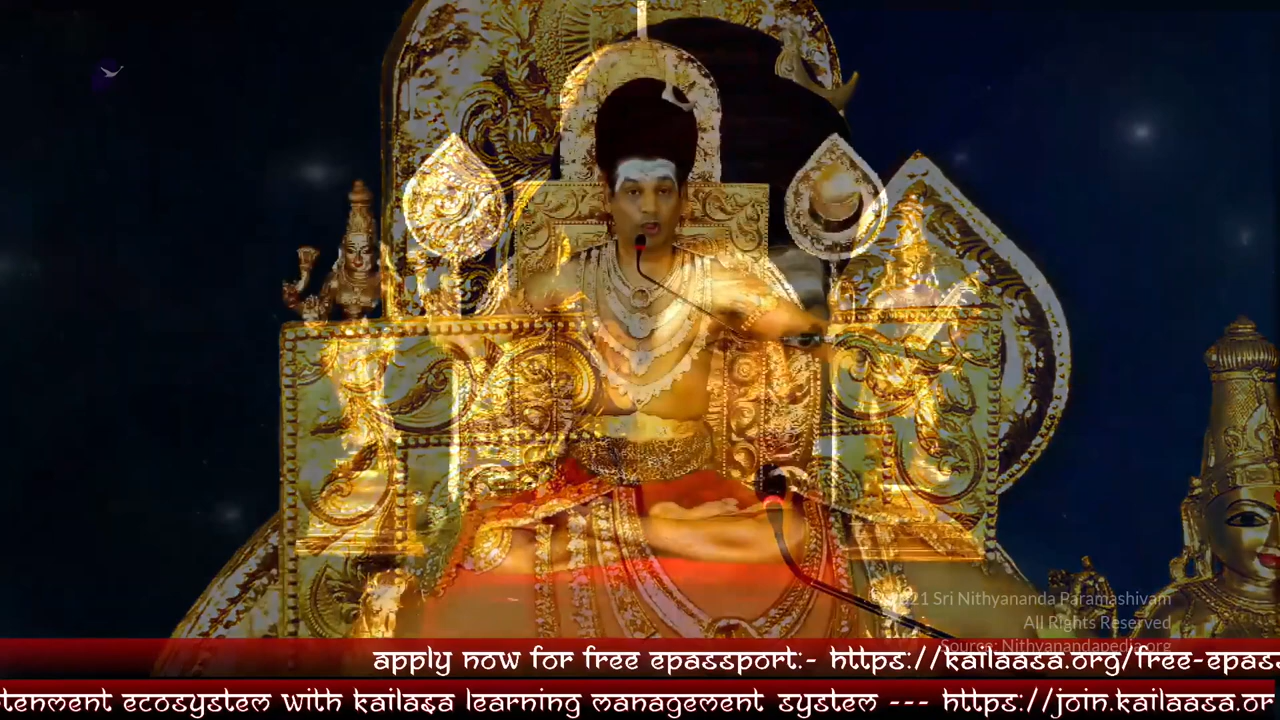 2021 Sri Nithyananda Paramashivam
All Rights Reserved
Source: Nithyanandapedia.org
apply now for free epassport:- https://kailaasa.org/free-epass
tenment ecosystem with kailasa learning management system --- https://join.kailaasa.or